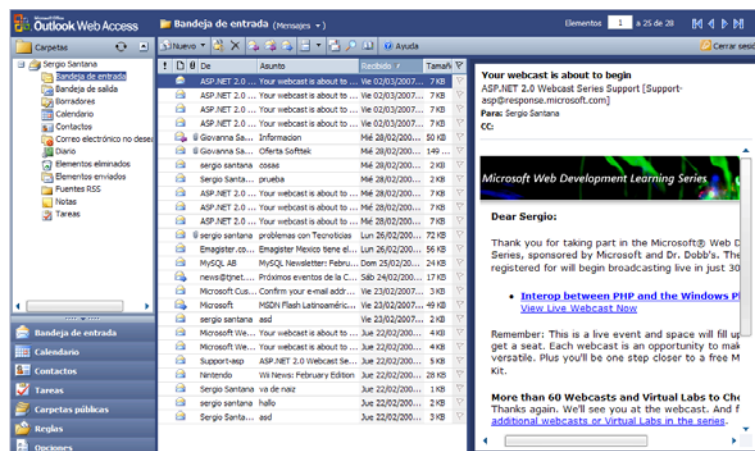 Outlook Web Access
Bandeja de entrada (Mensajes)
Elementos 1 a 25 de 28
Carpetas
Nuevo
Ayuda
Cerrar sesi
Sergio Santana
Bandeja de entrada
Bandeja de salida
Borradores
Calendario
Contactos
Correo electrónico no desea
Diario
Elementos eliminados
Elementos enviados
Fuentes RSS
Notas
Tareas
Bandeja de entrada
Calendario
Contactos
Tareas
Carpetas públicas
Reglas
Opciones
De Asunto Recibido Tamañ
ASP.NET 2.0 ... Your webcast is about to ... Vie 02/03/2007... 7 KB
ASP.NET 2.0 ... Your webcast is about to ... Vie 02/03/2007... 7 KB
ASP.NET 2.0 ... Your webcast is about to ... Vie 02/03/2007... 7 KB
ASP.NET 2.0 ... Your webcast is about to ... Vie 02/03/2007... 7 KB
Giovanna Sa... Informacion Mié 28/02/200... 50 KB
Giovanna Sa... Oferta Softtek Mié 28/02/200... 149 ...
sergio santana cosas Mié 28/02/200... 2 KB
Sergio Santa... prueba Mié 28/02/200... 2 KB
ASP.NET 2.0 ... Your webcast is about to ... Mié 28/02/200... 7 KB
ASP.NET 2.0 ... Your webcast is about to ... Mié 28/02/200... 7 KB
ASP.NET 2.0 ... Your webcast is about to ... Mié 28/02/200... 7 KB
sergio santana problemas con Tecnoticias Lun 26/02/200... 72 KB
Emagister.co... Emagister Mexico tiene el... Lun 26/02/200... 56 KB
MySQL AB MySQL Newsletter: Febru... Dom 25/02/200... 24 KB
news@tjnet.... Próximos eventos de la C... Sáb 24/02/200... 17 KB
Microsoft Cus... Confirm your e-mail addr... Vie 23/02/2007... 3 KB
Microsoft MSDN Flash Latinoaméric... Vie 23/02/2007... 49 KB
sergio santana asd Vie 23/02/2007... 2 KB
Microsoft We... Your webcast is about to ... Jue 22/02/200... 4 KB
Microsoft We... Your webcast is about to ... Jue 22/02/200... 4 KB
Support-asp ASP.NET 2.0 Webcast Se... Jue 22/02/200... 5 KB
Nintendo Wii News: February Edition Jue 22/02/200... 28 KB
Sergio Santana va de naiz Jue 22/02/200... 1 KB
sergio santana hallo Jue 22/02/200... 2 KB
Sergio Santa... asd Jue 22/02/200... 3 KB
Your webcast is about to begin
ASP.NET 2.0 Webcast Series Support [Support-
asp@response.microsoft.com]
Para: Sergio Santana
CC:
Microsoft Web Development Learning Series
Dear Sergio:
Thank you for taking part in the Microsoft® Web D
Series, sponsored by Microsoft and Dr. Dobb's. The
registered for will begin broadcasting live in just 30
Interop between PHP and the Windows Pl
View Live Webcast Now
Remember: This is a live event and space will fill up
get a seat. Each webcast is an opportunity to mak
versatile. Plus you'll be one step closer to a free M
Kit.
More than 60 Webcasts and Virtual Labs to Che
Thanks again. We'll see you at the webcast. And f
additional webcasts or Virtual Labs in the series.